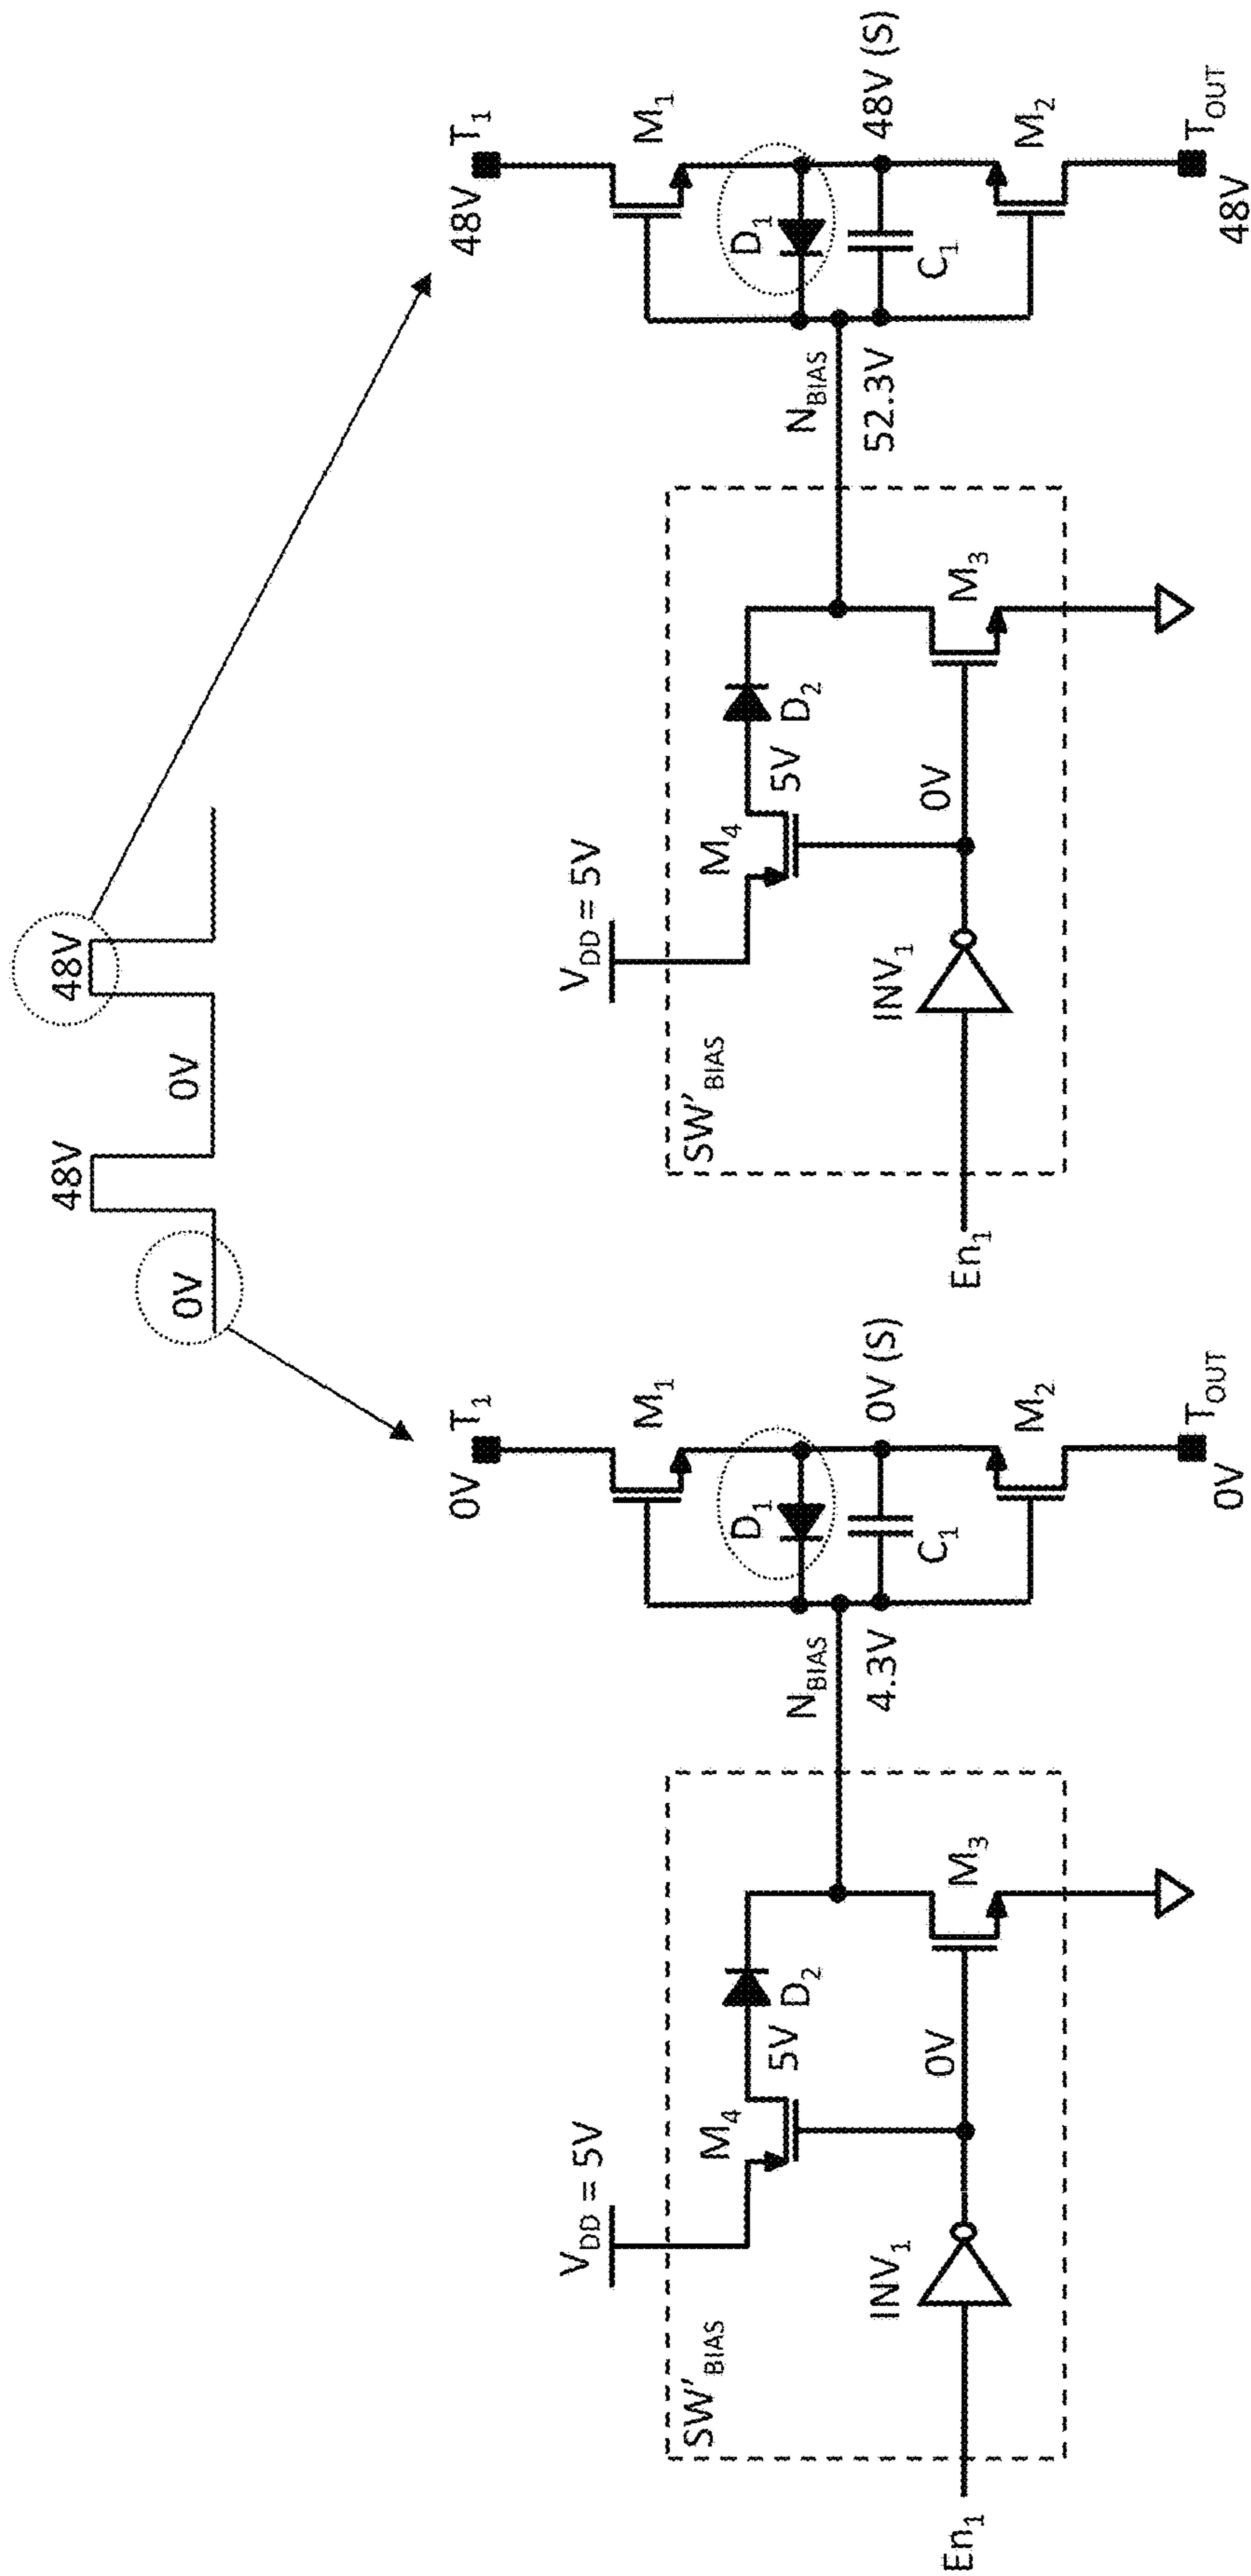 48V
0V
48V
0V
T1
0V
M1
D1
0V (S)
C1
M2
TOUT
0V
NBIAS
4.3V
VDD = 5V
M4
5V
D2
SW'BIAS
0V
M3
INV1
En1
T1
48V
M1
D1
48V (S)
C1
M2
TOUT
48V
NBIAS
52.3V
VDD = 5V
M4
5V
D2
SW'BIAS
0V
M3
INV1
En1